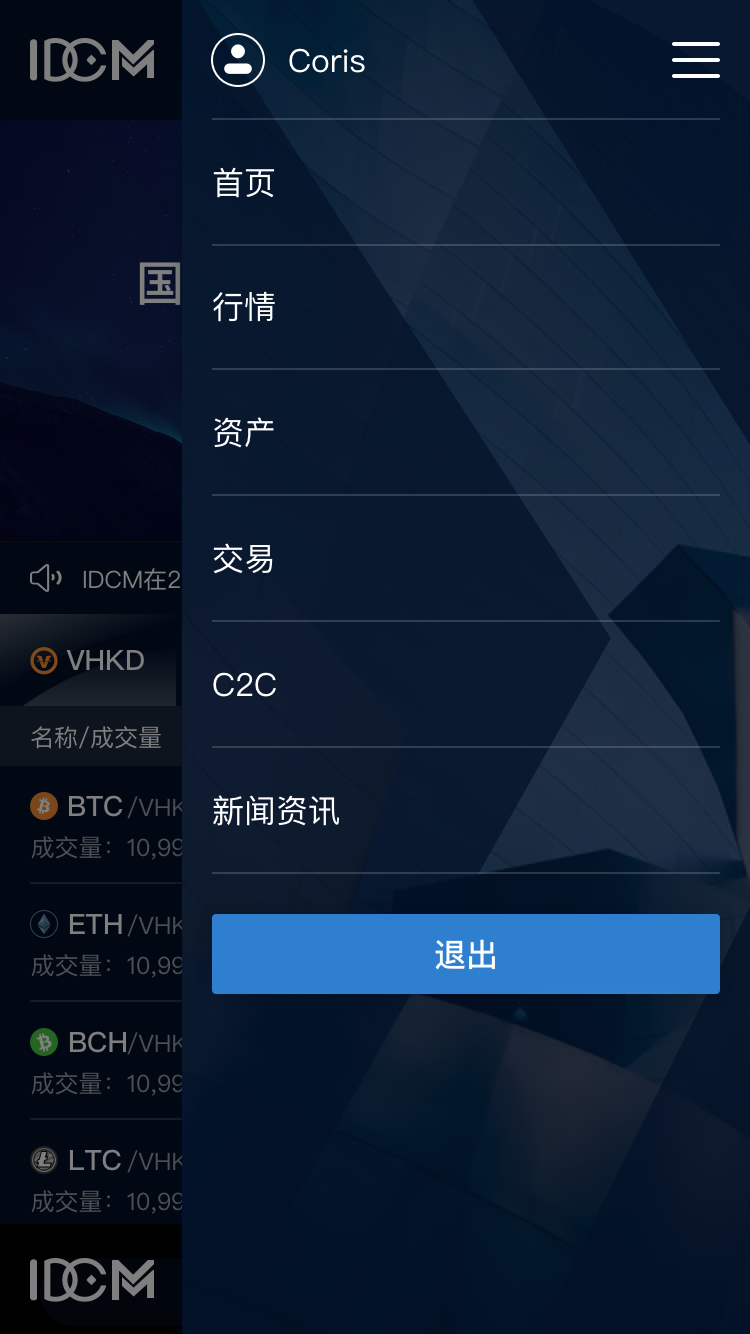 IDCM
Coris
首页
国
行情
资产
交易
IDCM在2
VHKD
C2C
名称/成交量
新闻资讯
BTC/VHK
成交量：10,99
ETH/VHK
成交量：10,99
退出
BCH/VHK
成交量：10,99
LTC/VHK
成交量：10,99
IDCM